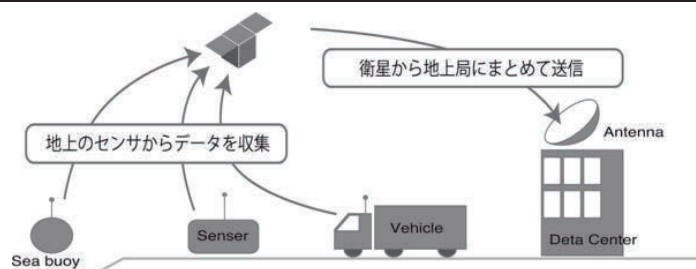 衛星から地上局にまとめて送信
地上のセンサからデータを収集
Antenna
Sea buoy
Senser
Vehicle
Deta Center